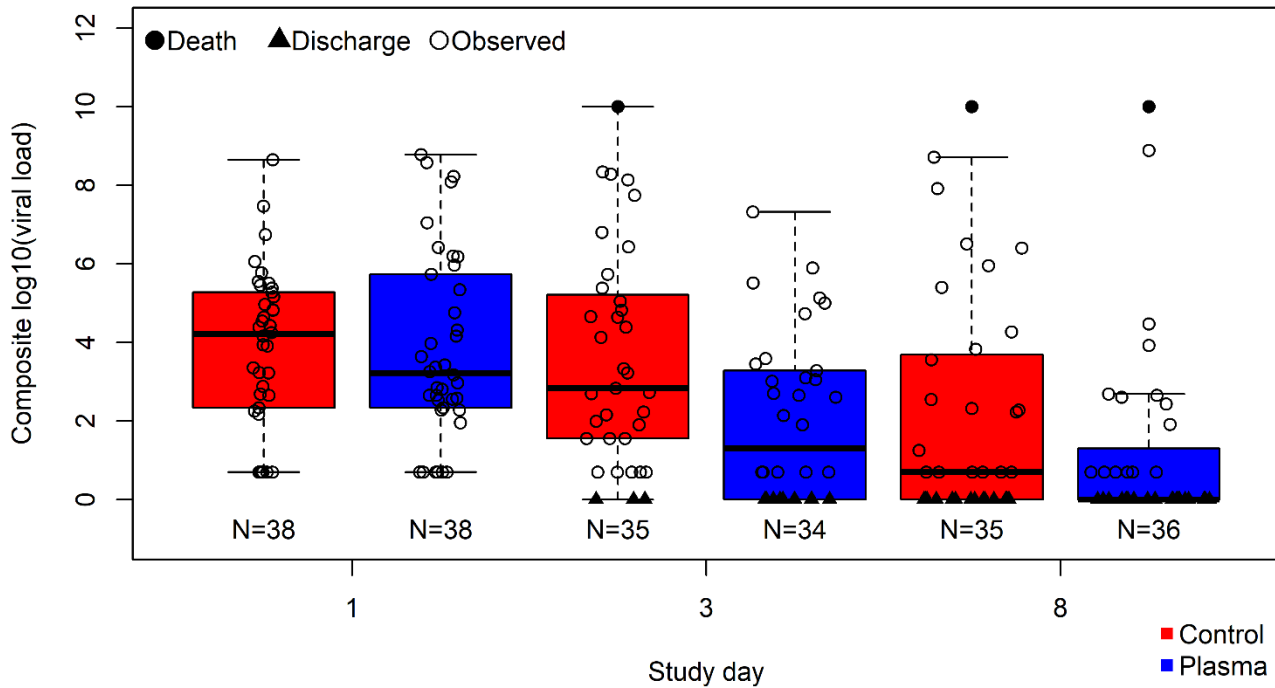 Death Discharge Observed
Composite log10(viral load)
12
10
8
6
4
2
0
N=38 N=38 N=35 N=34 N=35 N=36
1 3 8
Study day
Control
Plasma